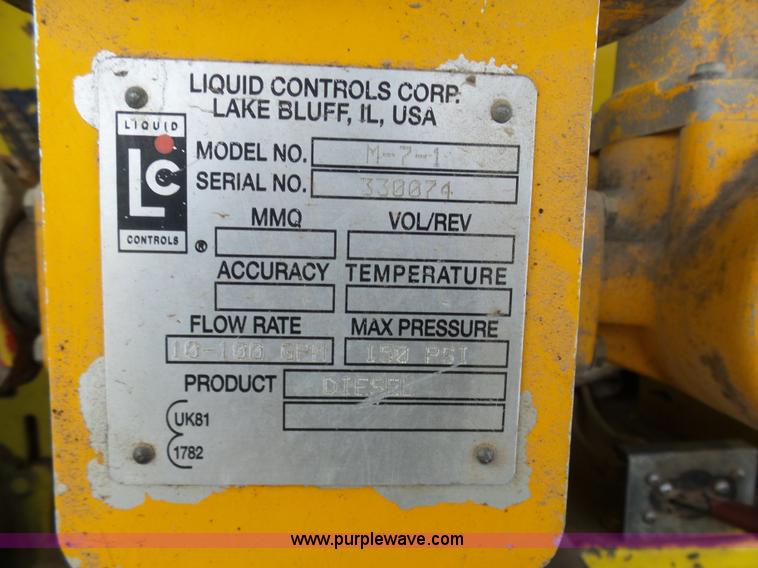 LIQUID CONTROLS CORP.
LAKE BLUFF, IL, USA
LIQUID
LC
CONTROLS
®
MODEL NO. M-7-1
SERIAL NO. 330074
MMQ VOL/REV
ACCURACY TEMPERATURE
FLOW RATE MAX PRESSURE
10-100 GPM 150 PSI
PRODUCT DIESEL
UK81
1782
www.purplewave.com